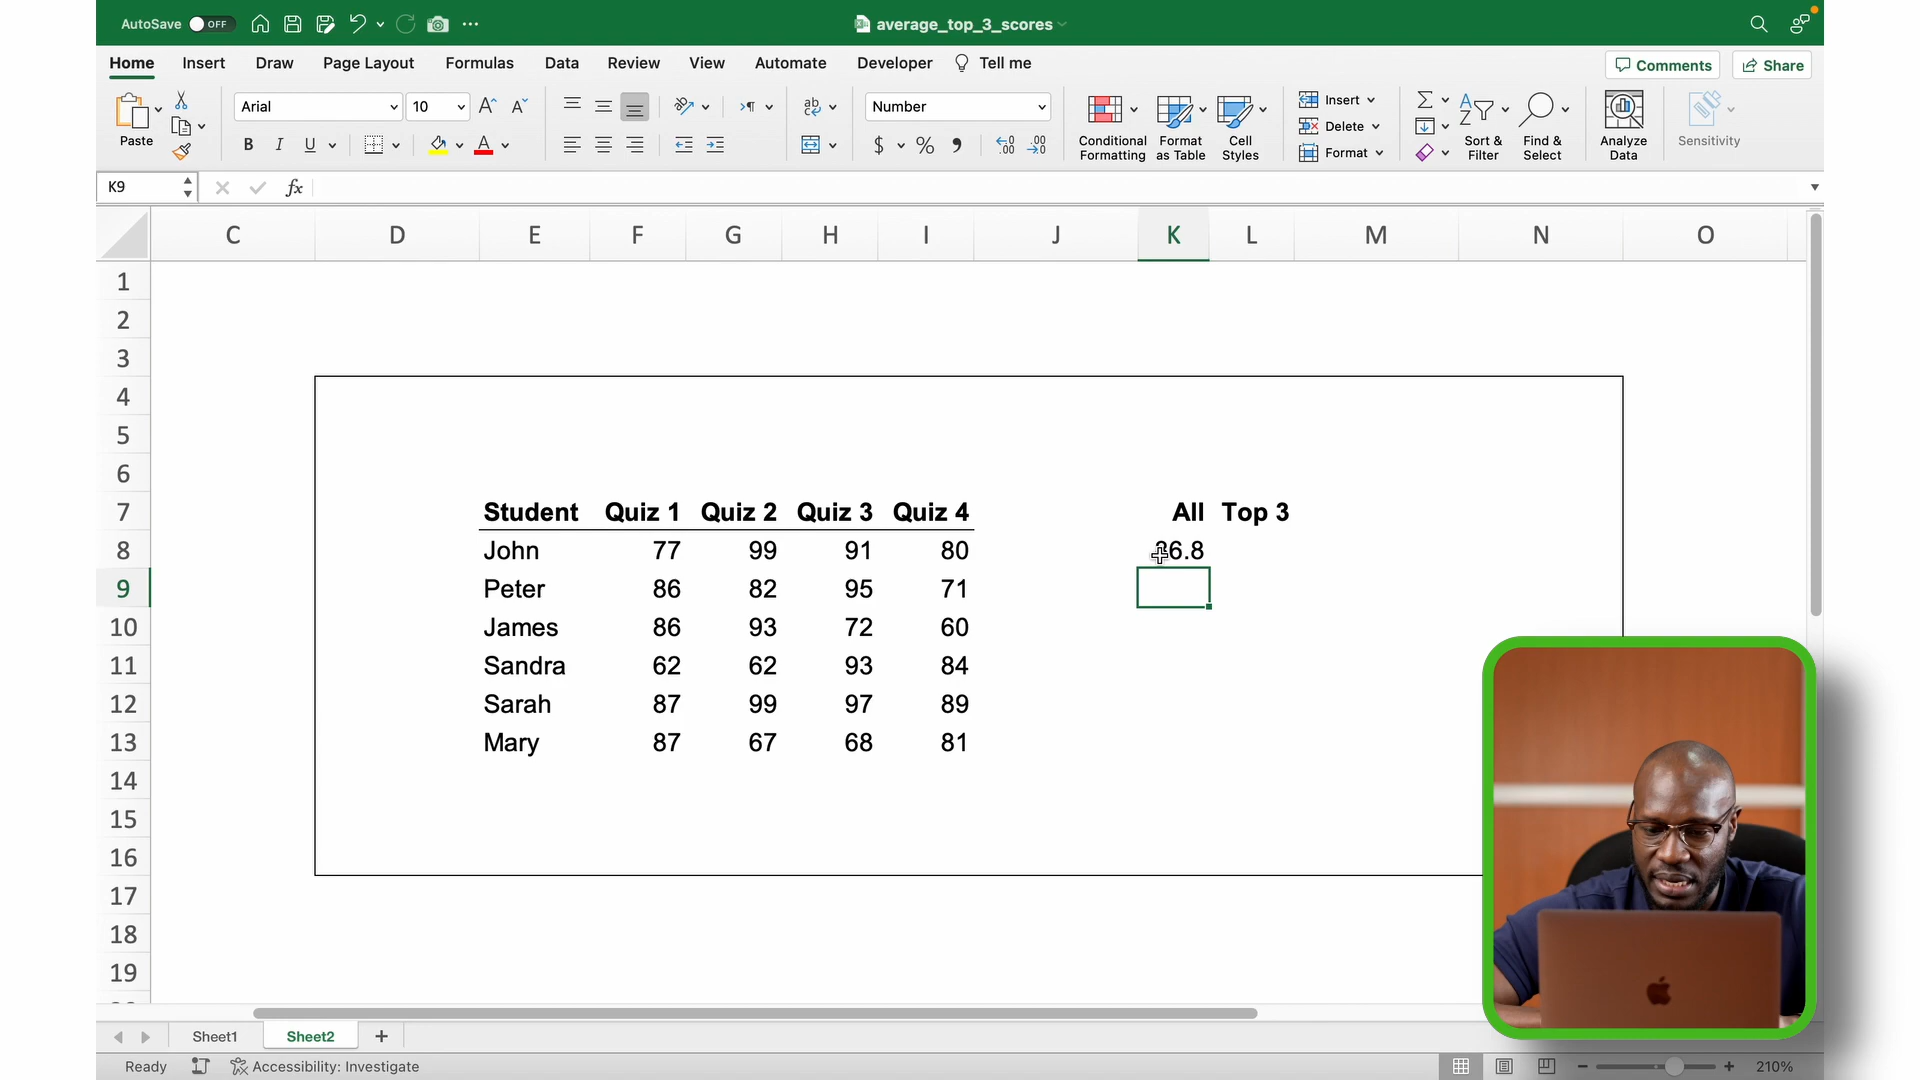 AutoSave OFF average_top_3_scores
Home Insert Draw Page Layout Formulas Data Review View Automate Developer Tell me Comments Share
Paste Arial 10 Number Conditional Formatting Format as Table Cell Styles Insert Delete Format Sort & Filter Find & Select Analyze Data Sensitivity
B I U $ %
K9 fx
C D E F G H I J K L M N O
1
2
3
4
5
6
7 Student Quiz 1 Quiz 2 Quiz 3 Quiz 4 All Top 3
8 John 77 99 91 80
9 Peter 86 82 95 71
10 James 86 93 72 60
11 Sandra 62 62 93 84
12 Sarah 87 99 97 89
13 Mary 87 67 68 81
14
15
16
17
18
19
Sheet1 Sheet2 +
Ready Accessibility: Investigate 210%